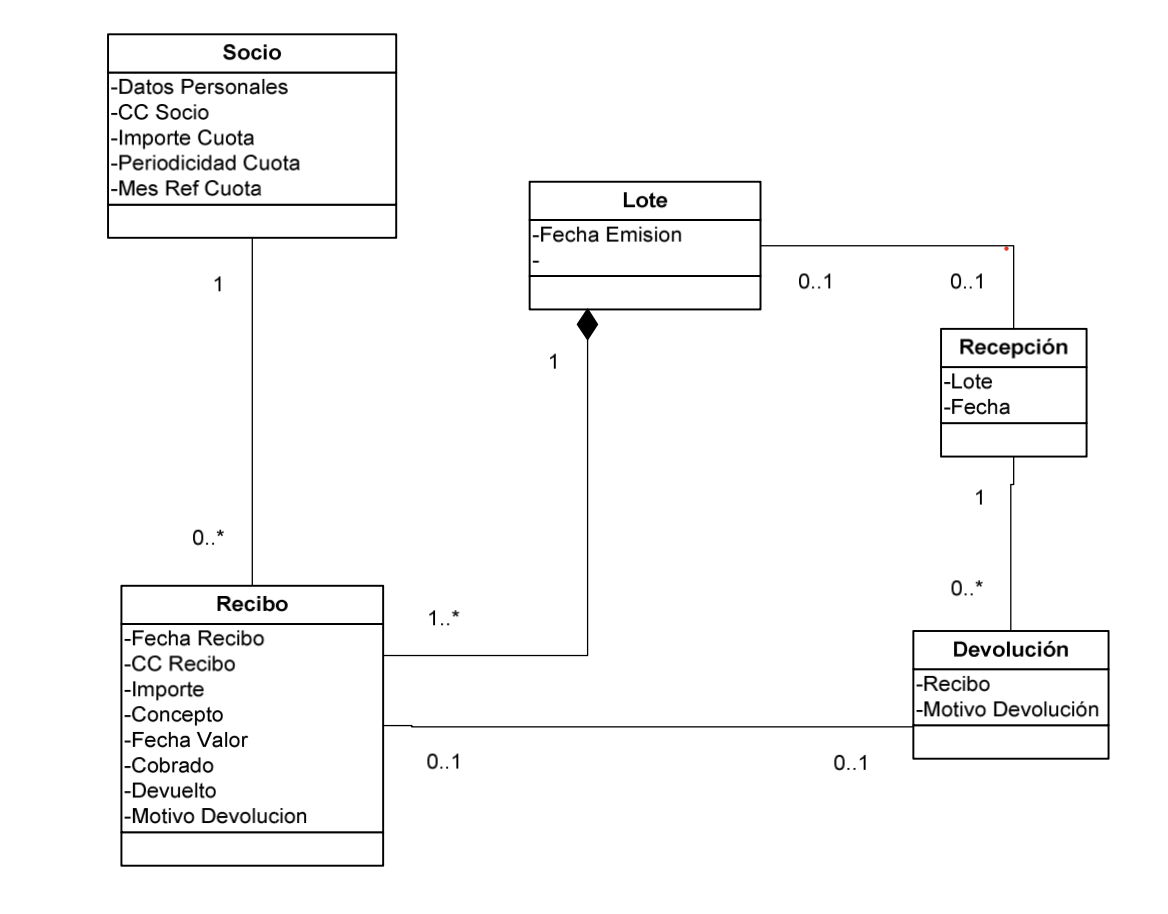 Socio
-Datos Personales
-CC Socio
-Importe Cuota
-Periodicidad Cuota
-Mes Ref Cuota
Lote
-Fecha Emision
-
1
0..1
0..1
1
Recepción
-Lote
-Fecha
1
0..*
0..*
Recibo
-Fecha Recibo
-CC Recibo
-Importe
-Concepto
-Fecha Valor
-Cobrado
-Devuelto
-Motivo Devolucion
1..*
Devolución
-Recibo
-Motivo Devolución
0..1
0..1